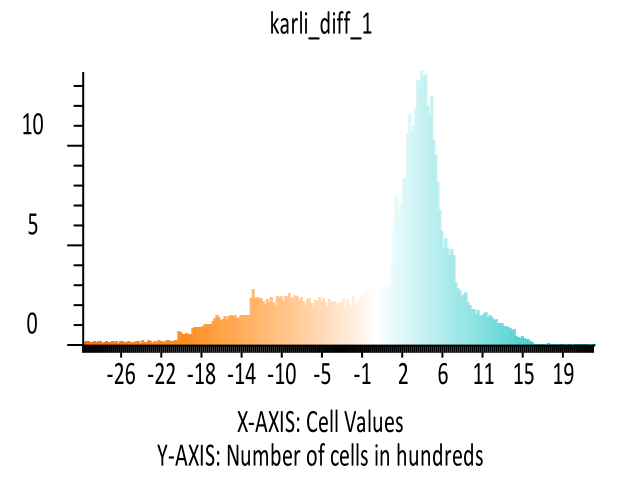 karli_diff_1
10
5
0
-26 -22 -18 -14 -10 -5 -1 2 6 11 15 19
X-AXIS: Cell Values
Y-AXIS: Number of cells in hundreds